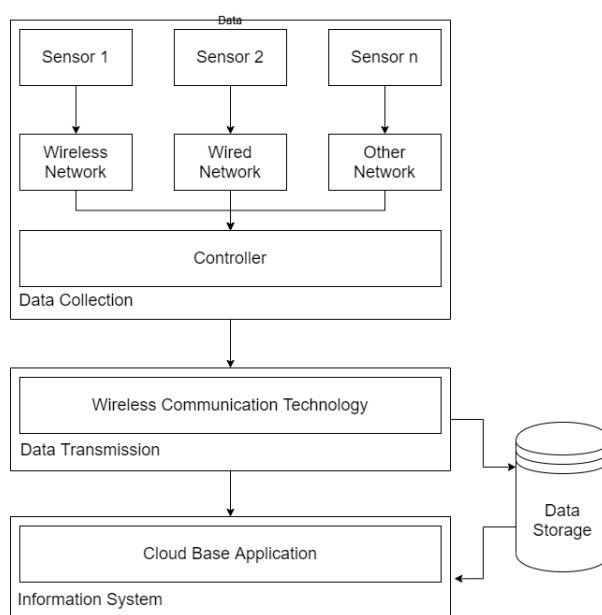 Data
Sensor 1
Sensor 2
Sensor n
Wireless
Network
Wired
Network
Other
Network
Controller
Data Collection
Wireless Communication Technology
Data Transmission
Data
Storage
Cloud Base Application
Information System